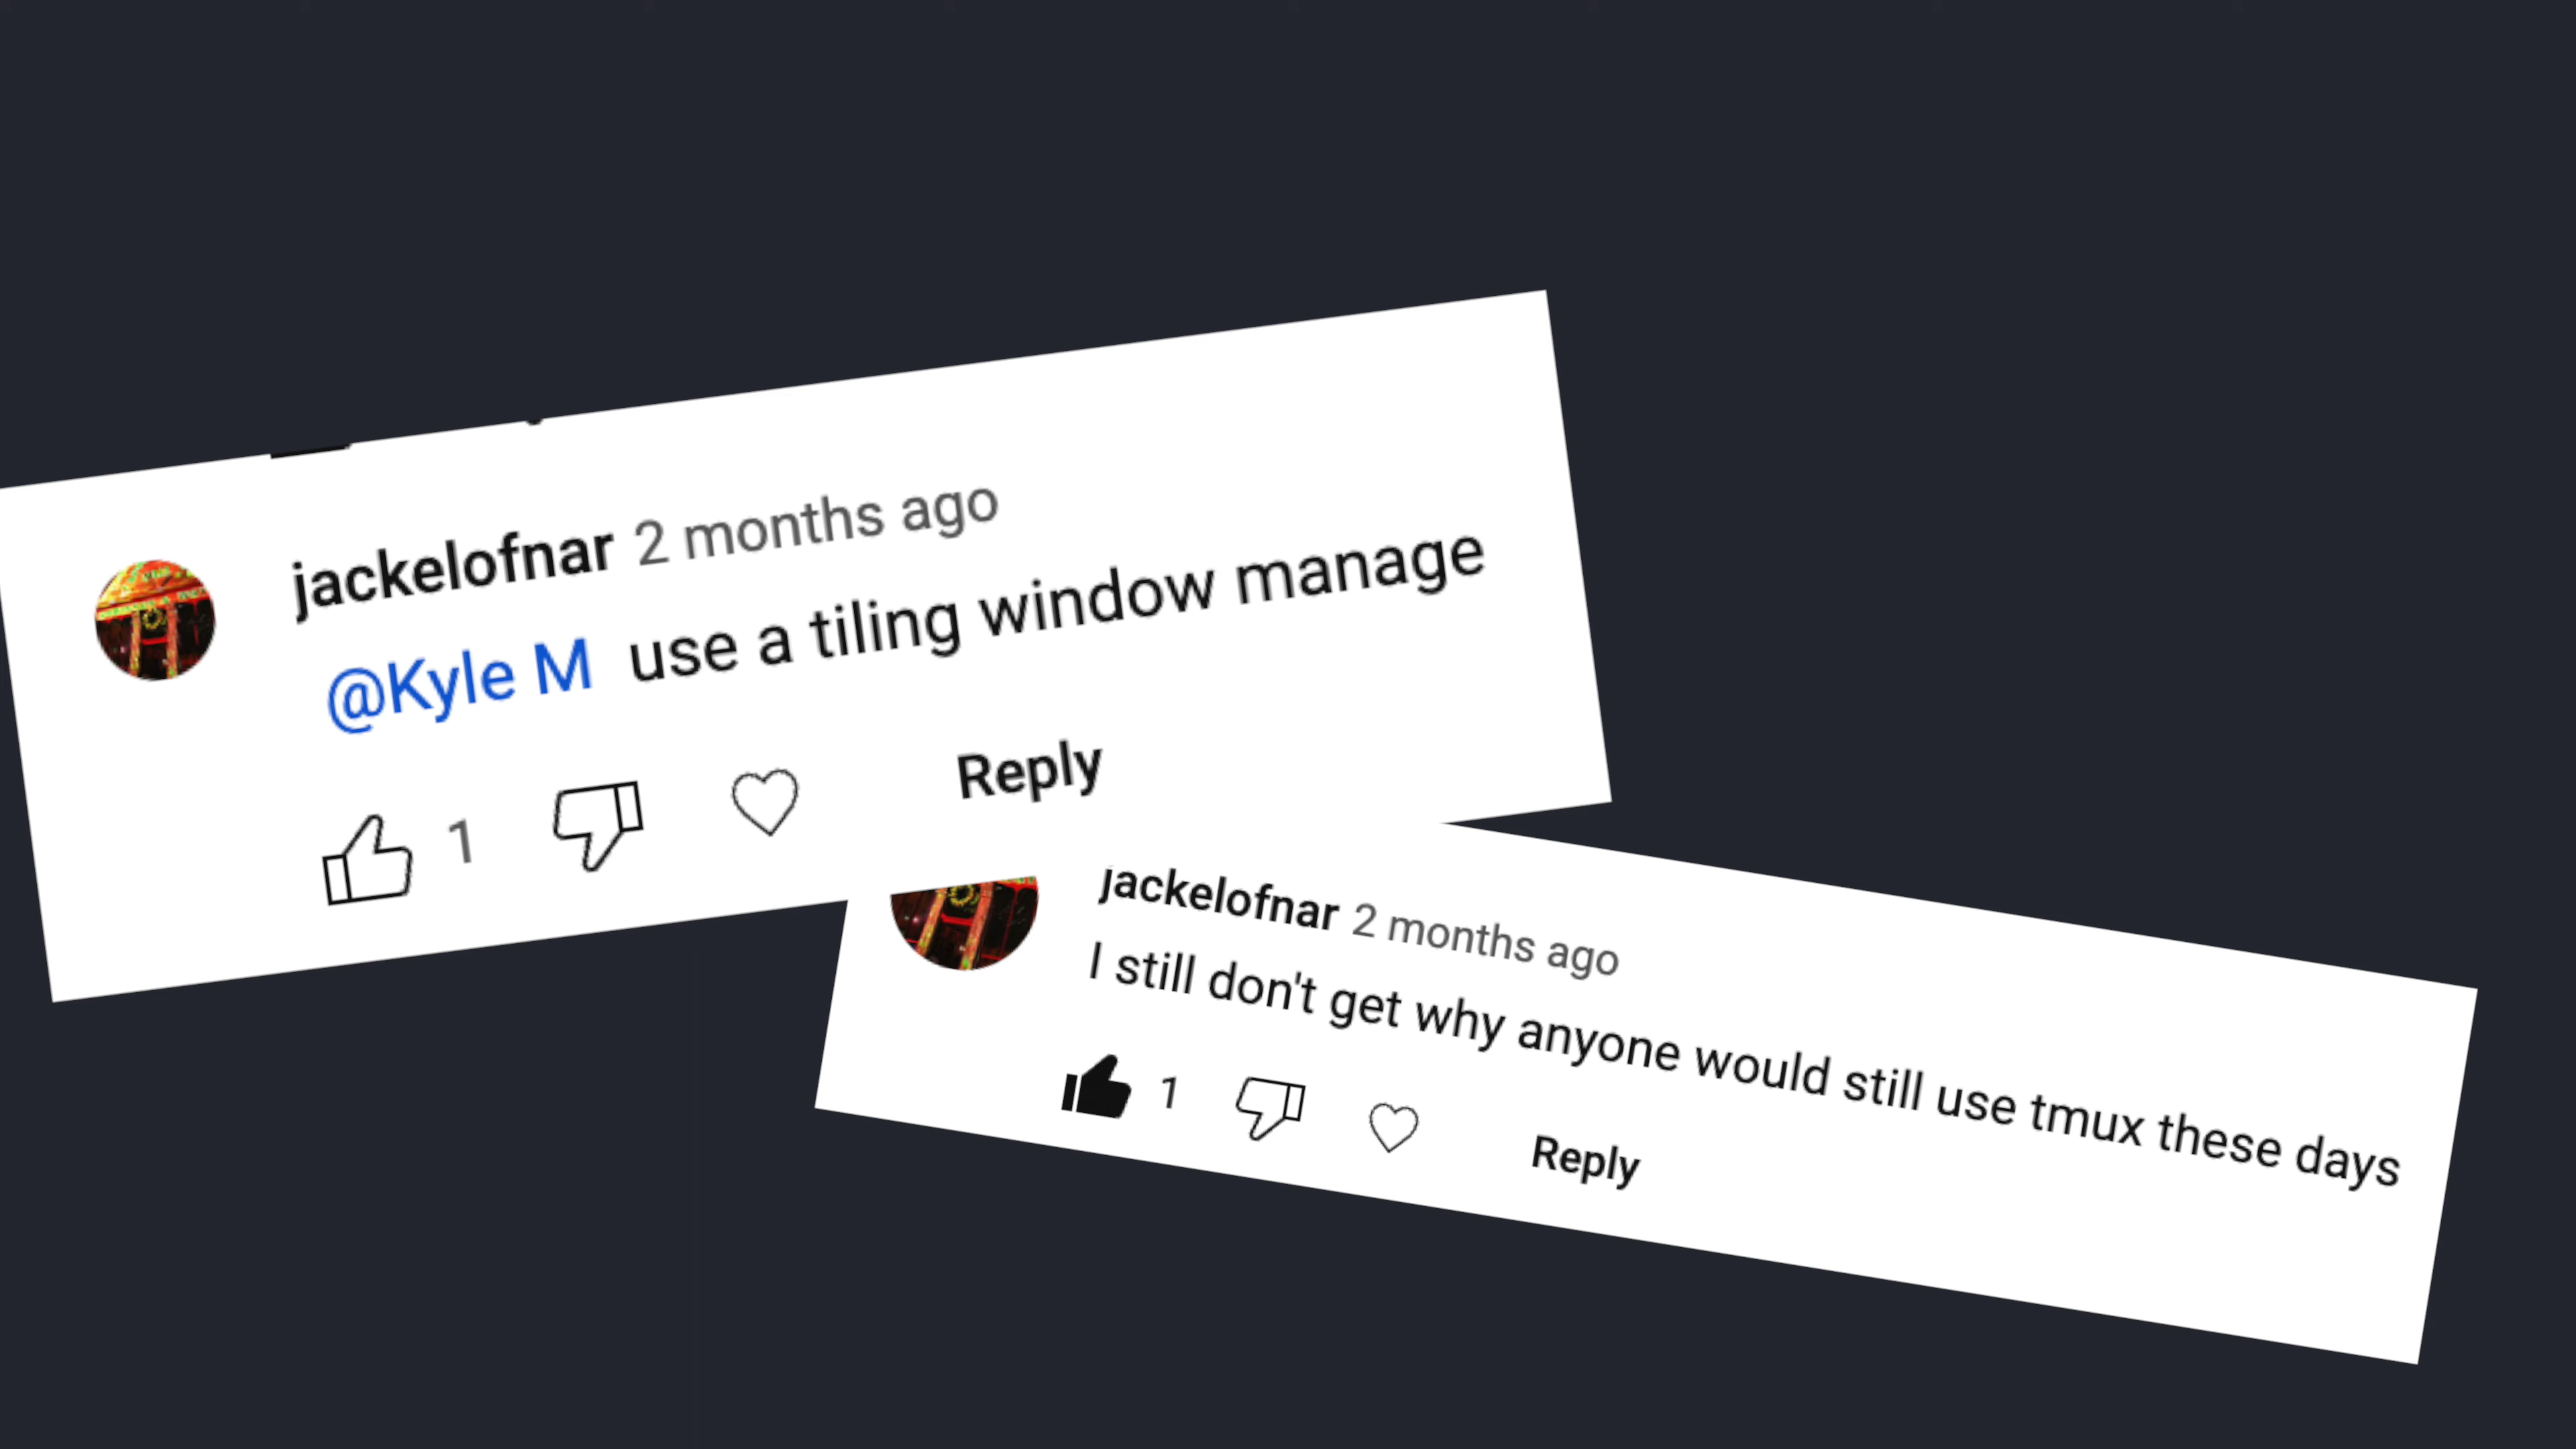 jackelofnar 2 months ago
@Kyle M use a tiling window manage
1
Reply
jackelofnar 2 months ago
I still don't get why anyone would still use tmux these days
1
Reply